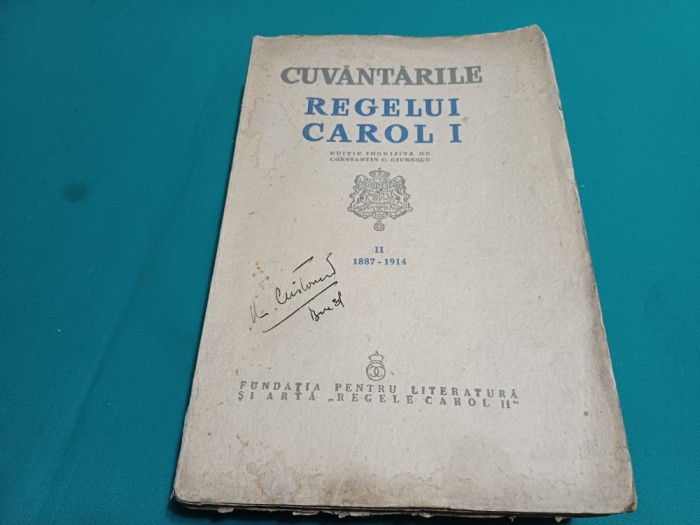 CUVÂNTĂRILE
REGELUI
CAROL I
EDIȚIE ÎNGRIJITĂ DE
CONSTANTIN C. GIURESCU
II
1887 - 1914
FUNDAȚIA PENTRU LITERATURĂ
ȘI ARTĂ „REGELE CAROL II"